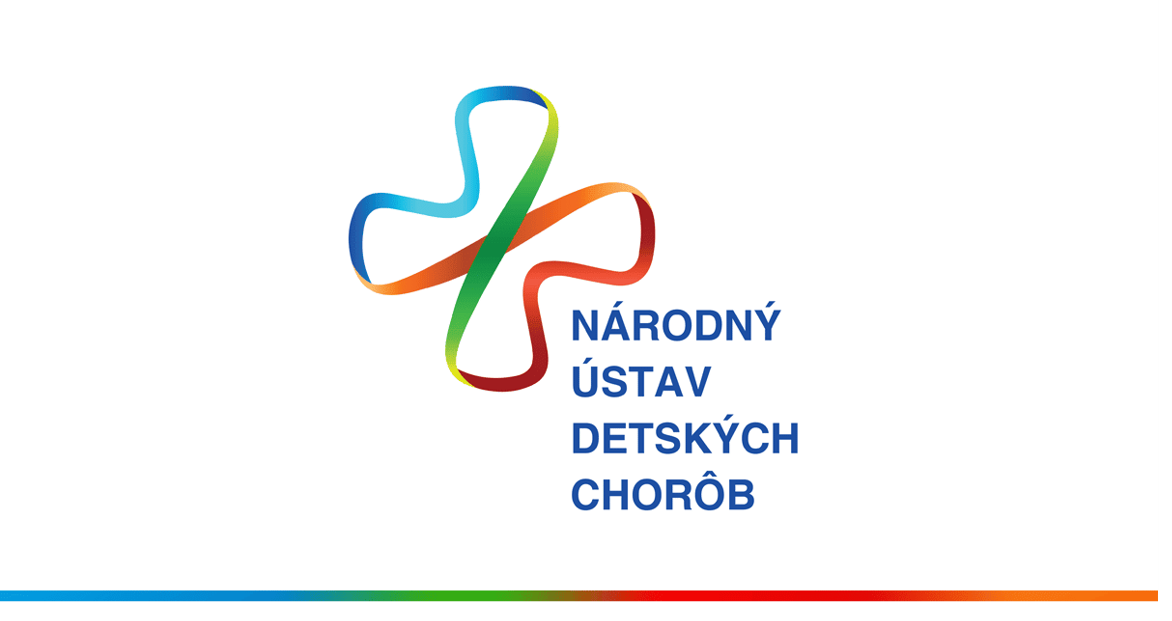 NÁRODNÝ
ÚSTAV
DETSKÝCH
CHORÔB